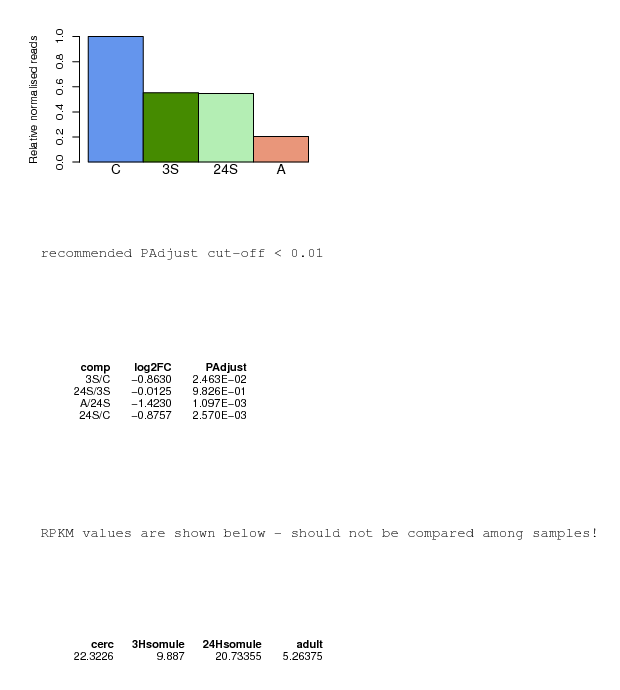 Relative normalised reads
1.0
0.8
0.6
0.4
0.2
0.0
C 3S 24S A
recommended PAdjust cut-off < 0.01
comp log2FC PAdjust
3S/C −0.8630 2.463E−02
24S/3S −0.0125 9.826E−01
A/24S −1.4230 1.097E−03
24S/C −0.8757 2.570E−02
RPKM values are shown below - should not be compared among samples!
cerc 3Hsomule 24Hsomule adult
22.3226 9.887 20.73355 5.26375